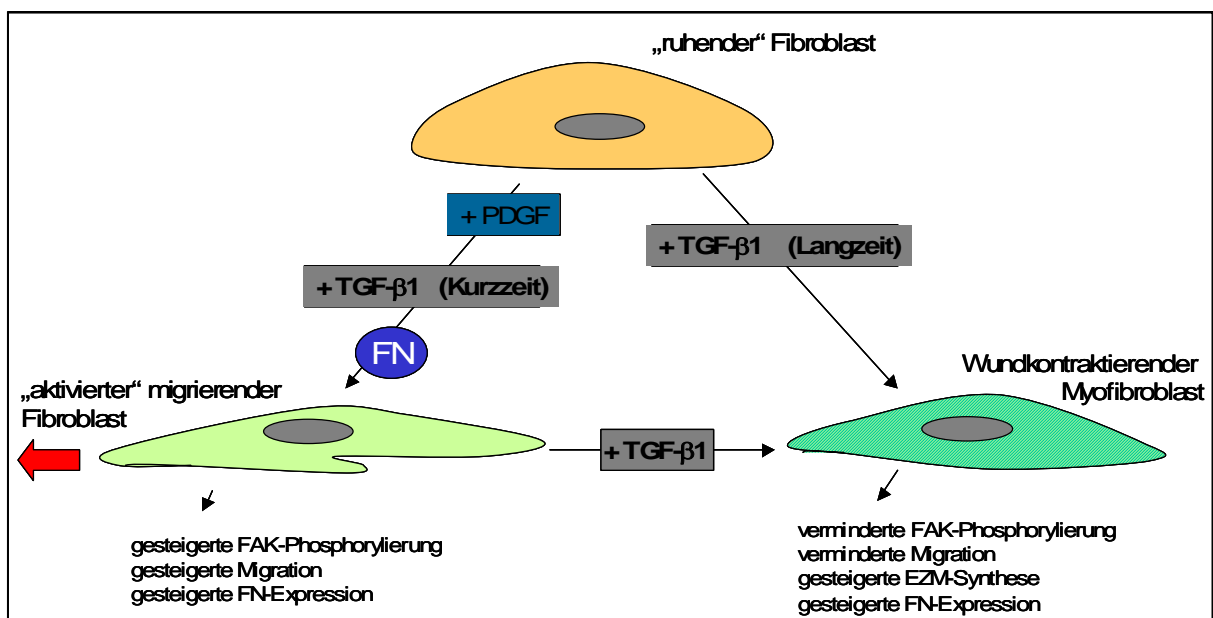 „ruhender“ Fibroblast
+ PDGF
+ TGF-β1 (Langzeit)
+ TGF-β1 (Kurzzeit)
FN
„aktivierter“ migrierender
Fibroblast
Wundkontraktierender
Myofibroblast
+ TGF-β1
gesteigerte FAK-Phosphorylierung
gesteigerte Migration
gesteigerte FN-Expression
verminderte FAK-Phosphorylierung
verminderte Migration
gesteigerte EZM-Synthese
gesteigerte FN-Expression